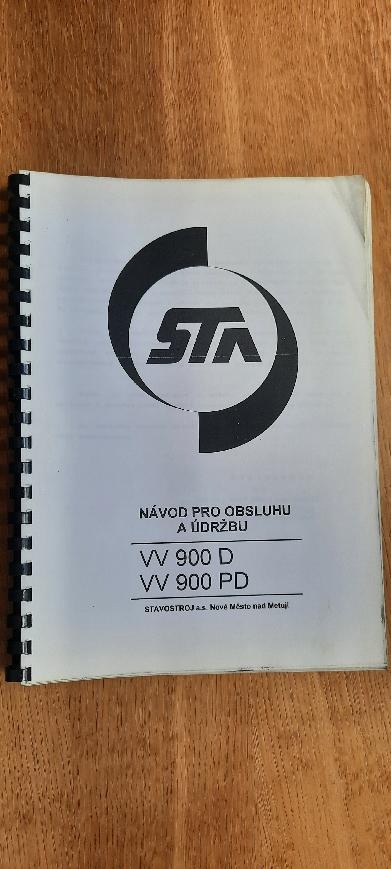 STA
NÁVOD PRO OBSLUHU
A ÚDRŽBU
VV 900 D
VV 900 PD
STAVOSTROJ a.s. Nové Město nad Metují